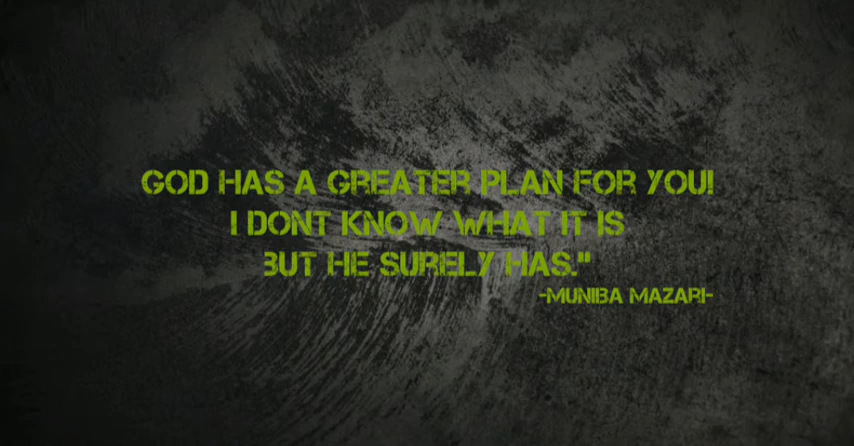 GOD HAS A GREATER PLAN FOR YOU!
I DONT KNOW WHAT IT IS
BUT HE SURELY HAS."
-MUNIBA MAZARI-